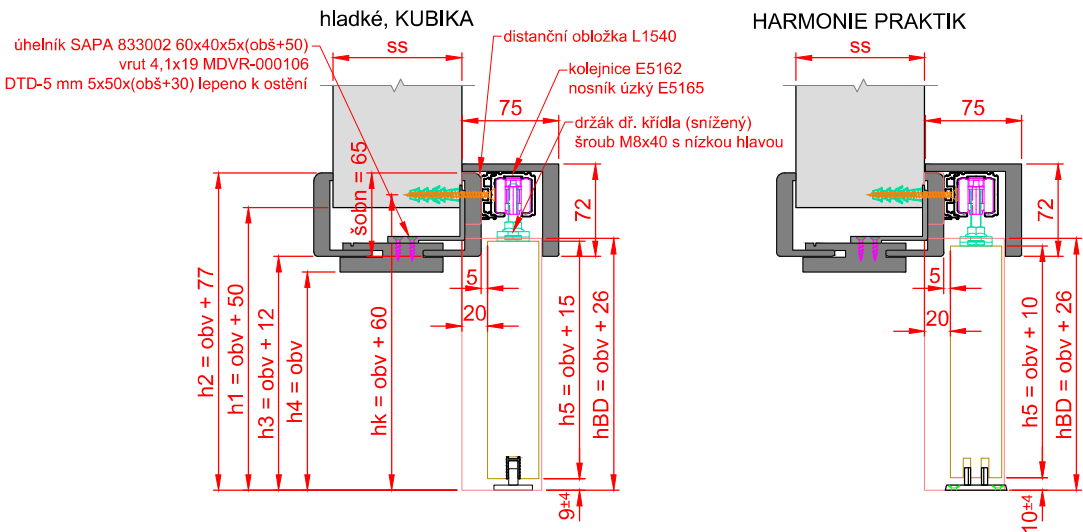 hladké, KUBIKA
HARMONIE PRAKTIK
úhelník SAPA 833002 60x40x5x(obš+50)
vrut 4,1x19 MDVR-000106
DTD-5 mm 5x50x(obš+30) lepeno k ostění
ss
distanční obložka L1540
kolejnice E5162
nosník úzký E5165
75
držák dř. křídla (snížený)
šroub M8x40 s nízkou hlavou
šobn = 65
72
5
20
h2 = obv + 77
h1 = obv + 50
h3 = obv + 12
h4 = obv
hk = obv + 60
h5 = obv + 15
hBD = obv + 26
9±4
ss
75
72
5
20
h5 = obv + 10
hBD = obv + 26
10±4